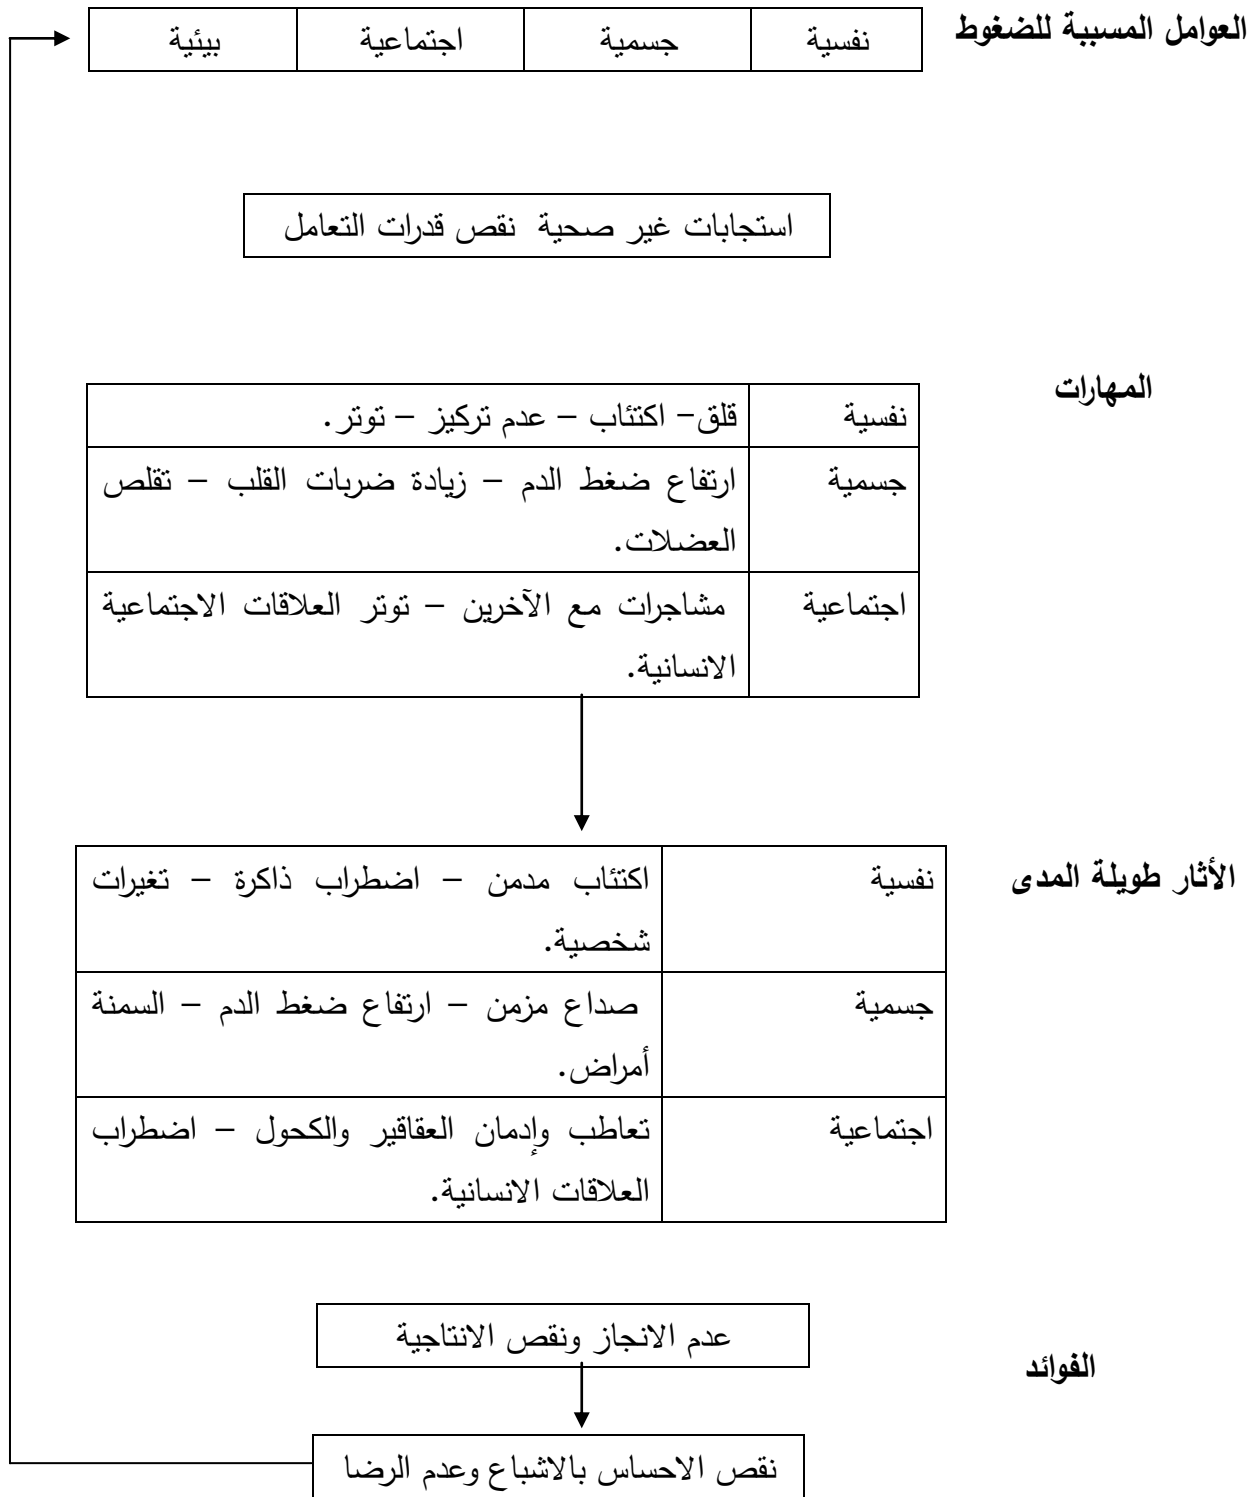 العوامل المسببة للضغوط
نفسية جسمية اجتماعية بيئية
استجابات غير صحية نقص قدرات التعامل
المهارات
نفسية قلق– اكتئاب – عدم تركيز – توتر.
جسمية ارتفاع ضغط الدم – زيادة ضربات القلب – تقلص
العضلات.
اجتماعية مشاجرات مع الآخرين – توتر العلاقات الاجتماعية
الانسانية.
الأثار طويلة المدى
نفسية اكتئاب مدمن – اضطراب ذاكرة – تغيرات
شخصية.
جسمية صداع مزمن – ارتفاع ضغط الدم – السمنة
أمراض.
اجتماعية تعاطب وإدمان العقاقير والكحول – اضطراب
العلاقات الانسانية.
عدم الانجاز ونقص الانتاجية
الفوائد
نقص الاحساس بالاشباع وعدم الرضا